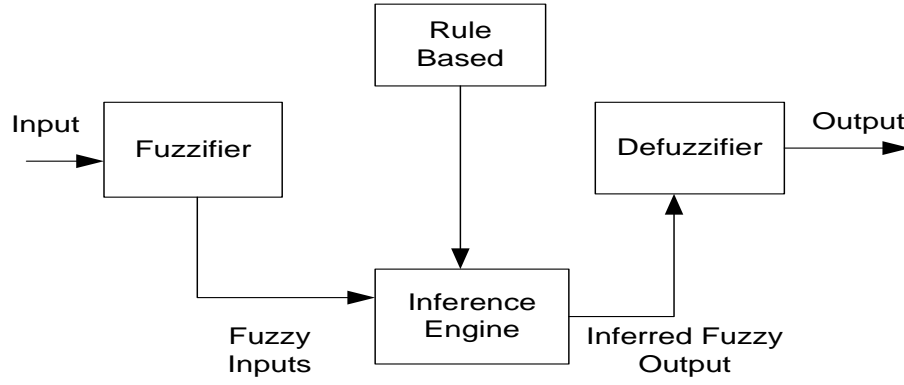 Rule
Based
Input
Fuzzifier
Defuzzifier
Output
Inference
Engine
Fuzzy
Inputs
Inferred Fuzzy
Output